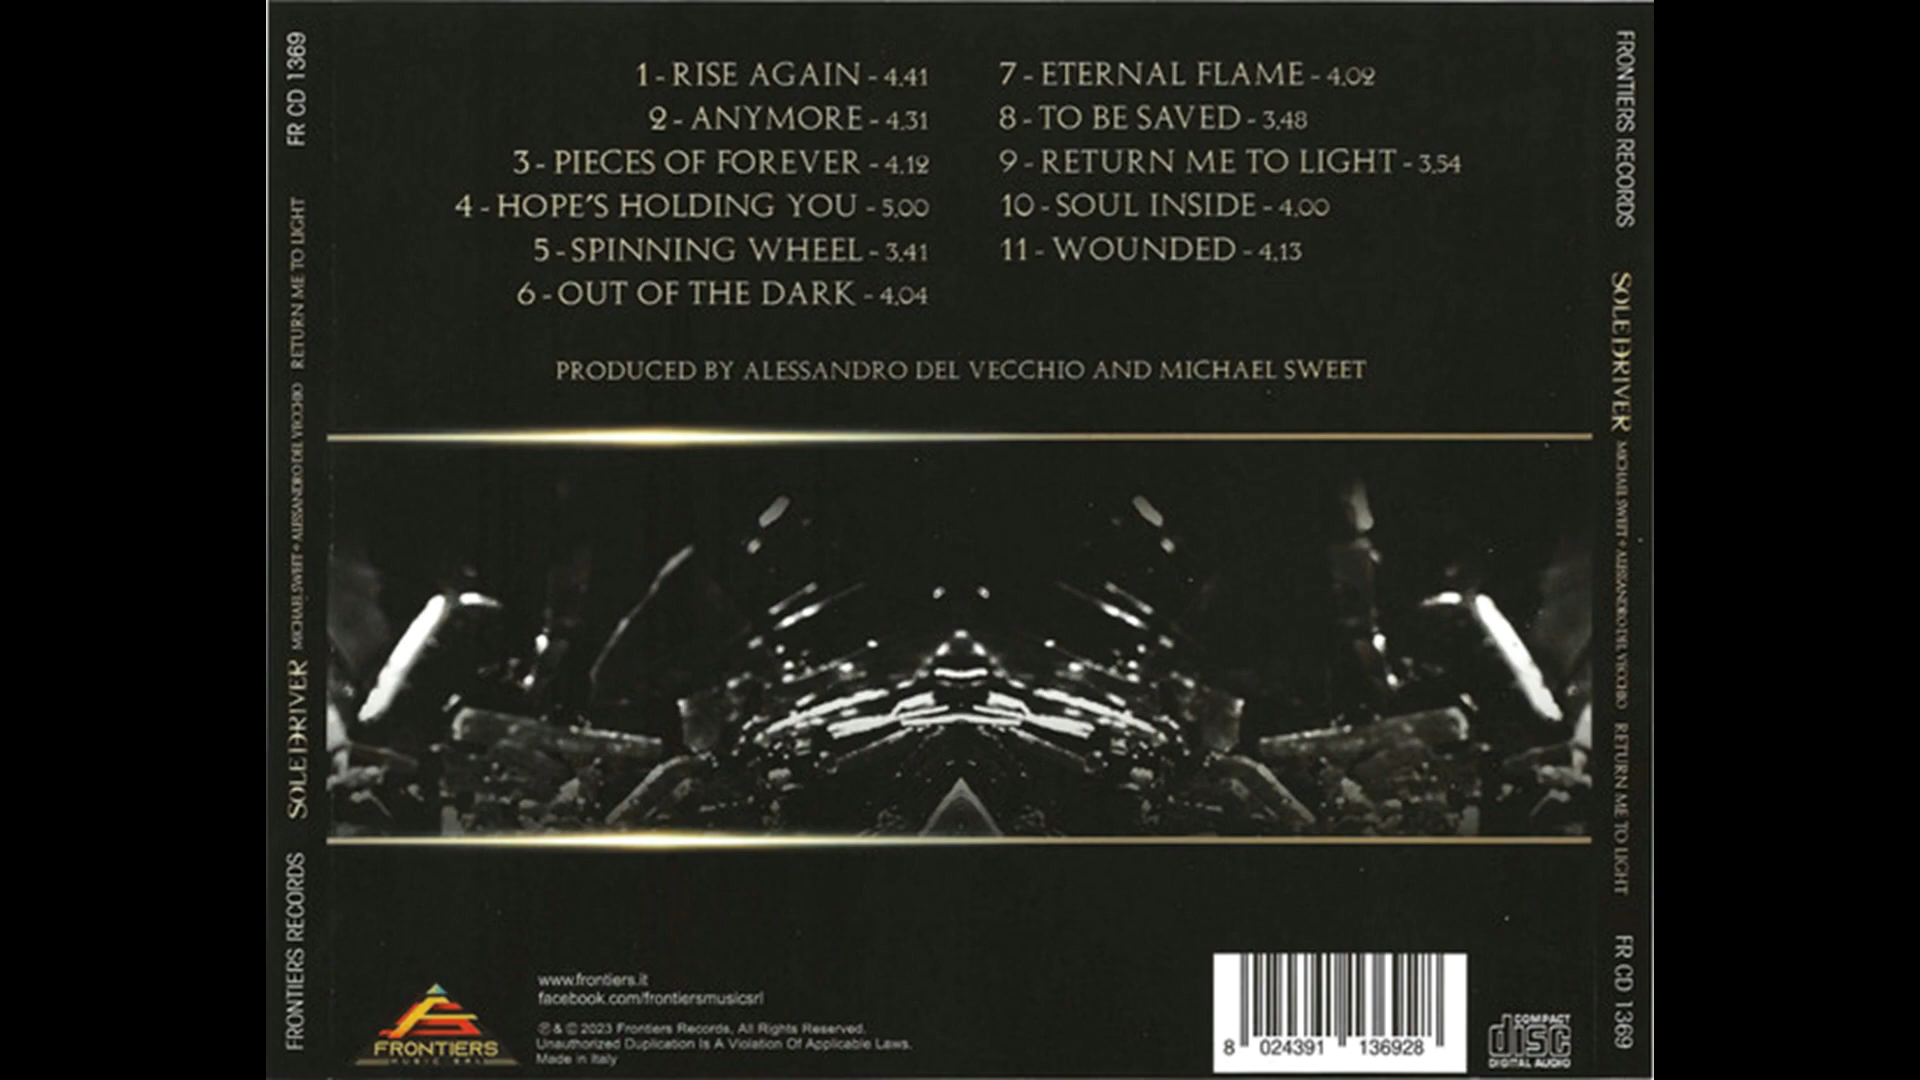 1 - RISE AGAIN - 4.41
2 - ANYMORE - 4.31
3 - PIECES OF FOREVER - 4.12
4 - HOPE'S HOLDING YOU - 5.00
5 - SPINNING WHEEL - 3.41
6 - OUT OF THE DARK - 4.04
7 - ETERNAL FLAME - 4.02
8 - TO BE SAVED - 3.48
9 - RETURN ME TO LIGHT - 3.54
10 - SOUL INSIDE - 4.00
11 - WOUNDED - 4.13
PRODUCED BY ALESSANDRO DEL VECCHIO AND MICHAEL SWEET
FRONTIERS RECORDS SOLEDRIVER MICHAEL SWEET + ALESSANDRO DEL VECCHIO RETURN ME TO LIGHT FR CD 1369
FRONTIERS RECORDS SOLEDRIVER MICHAEL SWEET + ALESSANDRO DEL VECCHIO RETURN ME TO LIGHT FR CD 1369
FRONTIERS
MUSIC SRL
www.frontiers.it
facebook.com/frontiersmusicsrl
℗ & © 2023 Frontiers Records, All Rights Reserved.
Unauthorized Duplication Is A Violation Of Applicable Laws.
Made in Italy
8 024391 136928
COMPACT
disc
DIGITAL AUDIO